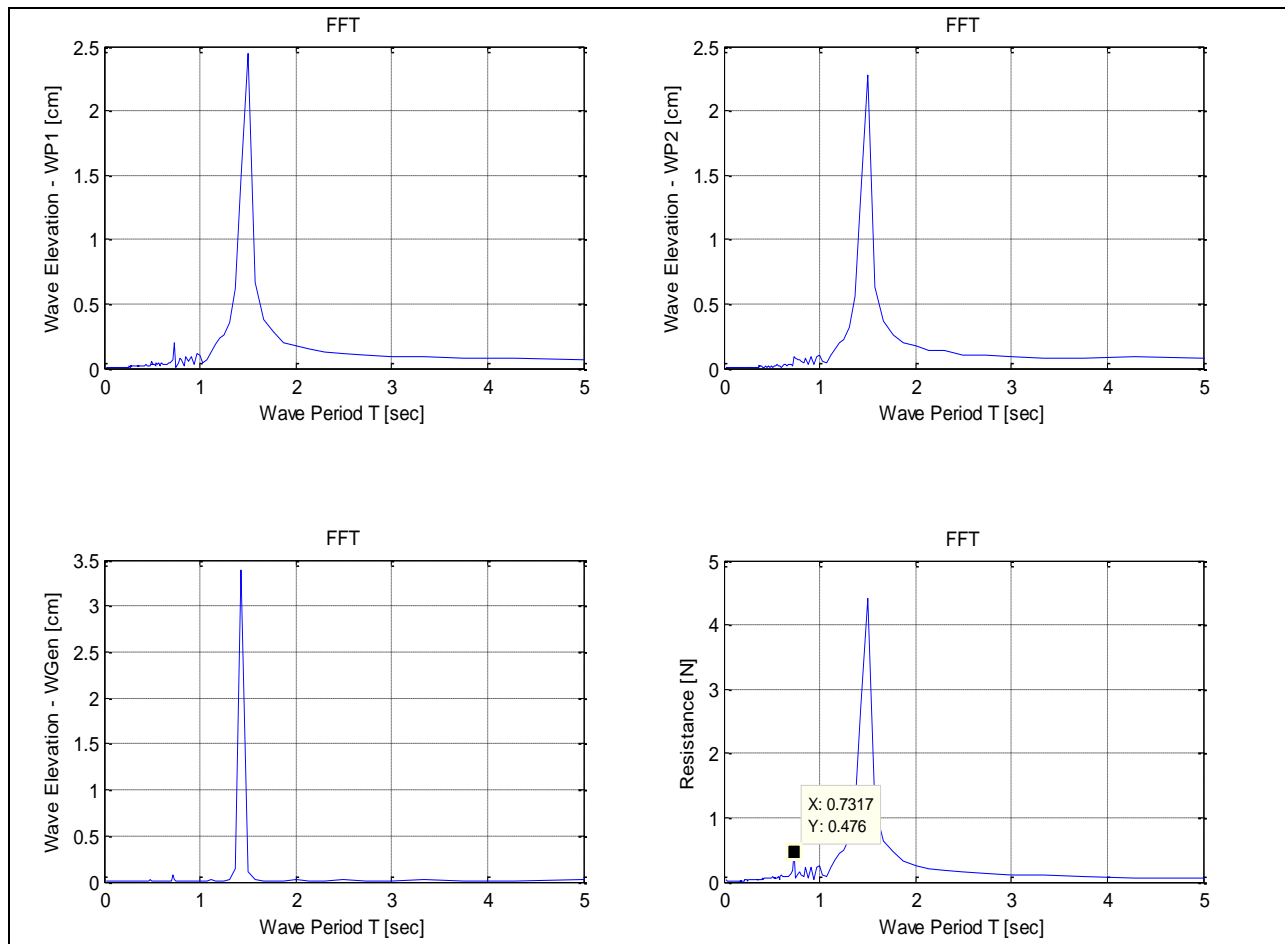 FFT
2.5
2
1.5
1
0.5
0
Wave Elevation - WP1 [cm]
0 1 2 3 4 5
Wave Period T [sec]
FFT
2.5
2
1.5
1
0.5
0
Wave Elevation - WP2 [cm]
0 1 2 3 4 5
Wave Period T [sec]
FFT
3.5
3
2.5
2
1.5
1
0.5
0
Wave Elevation - WGen [cm]
0 1 2 3 4 5
Wave Period T [sec]
FFT
5
4
3
2
1
0
Resistance [N]
X: 0.7317
Y: 0.476
0 1 2 3 4 5
Wave Period T [sec]